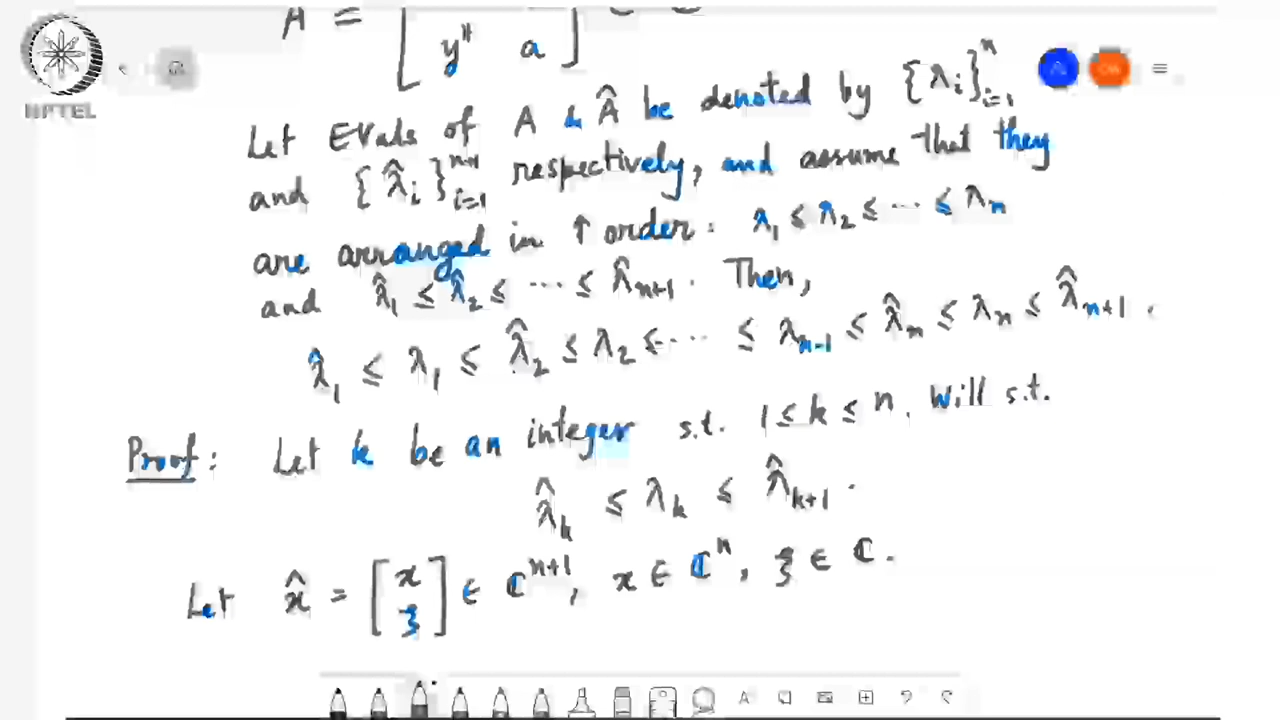 NPTEL
A = [
y^H a ]
Let Evals of A & Â be denoted by {λ_i}_{i=1}^n
and {λ̂_i}_{i=1}^{n+1} respectively, and assume that they
are arranged in ↑ order: λ_1 ≤ λ_2 ≤ ... ≤ λ_n
and λ̂_1 ≤ λ̂_2 ≤ ... ≤ λ̂_{n+1}. Then,
λ̂_1 ≤ λ_1 ≤ λ̂_2 ≤ λ_2 ≤ ... ≤ λ_{n-1} ≤ λ̂_n ≤ λ_n ≤ λ̂_{n+1}.
Proof: Let k be an integer s.t. 1 ≤ k ≤ n. Will s.t.
λ̂_k ≤ λ_k ≤ λ̂_{k+1}.
Let x̂ = [x ξ] ∈ ℂ^{n+1}, x ∈ ℂ^n, ξ ∈ ℂ.